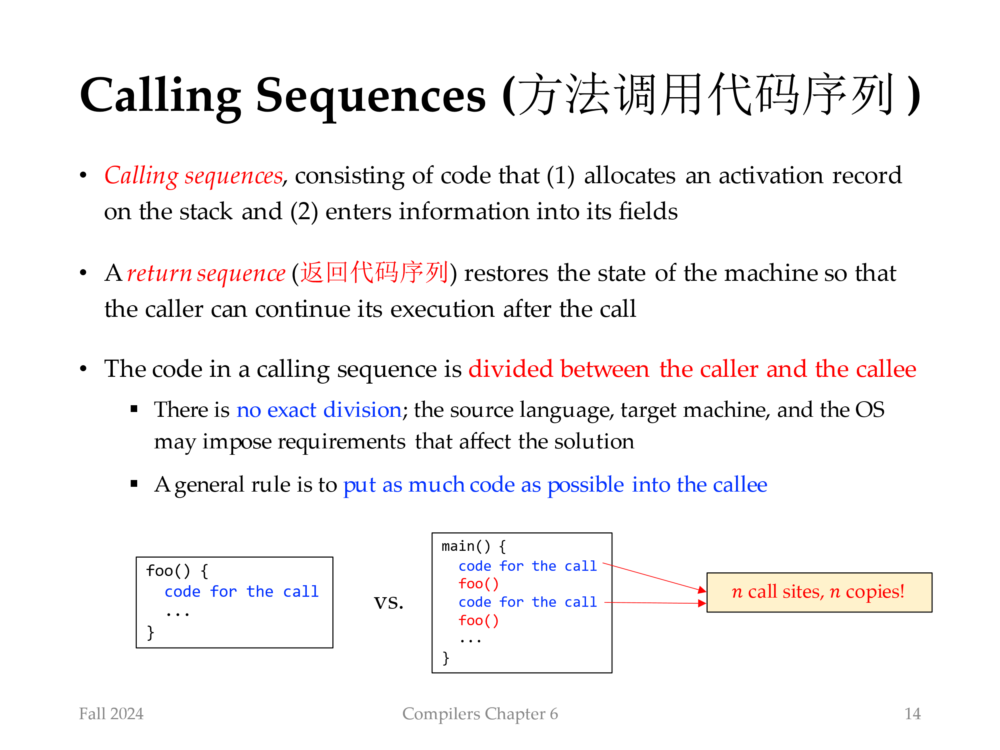 Calling Sequences (方法调用代码序列)
• Calling sequences, consisting of code that (1) allocates an activation record
on the stack and (2) enters information into its fields
• A return sequence (返回代码序列) restores the state of the machine so that
the caller can continue its execution after the call
• The code in a calling sequence is divided between the caller and the callee
▪ There is no exact division; the source language, target machine, and the OS
may impose requirements that affect the solution
▪ A general rule is to put as much code as possible into the callee
foo() {
code for the call
...
}
vs.
main() {
code for the call
foo()
code for the call
foo()
...
}
n call sites, n copies!
Fall 2024
Compilers Chapter 6
14